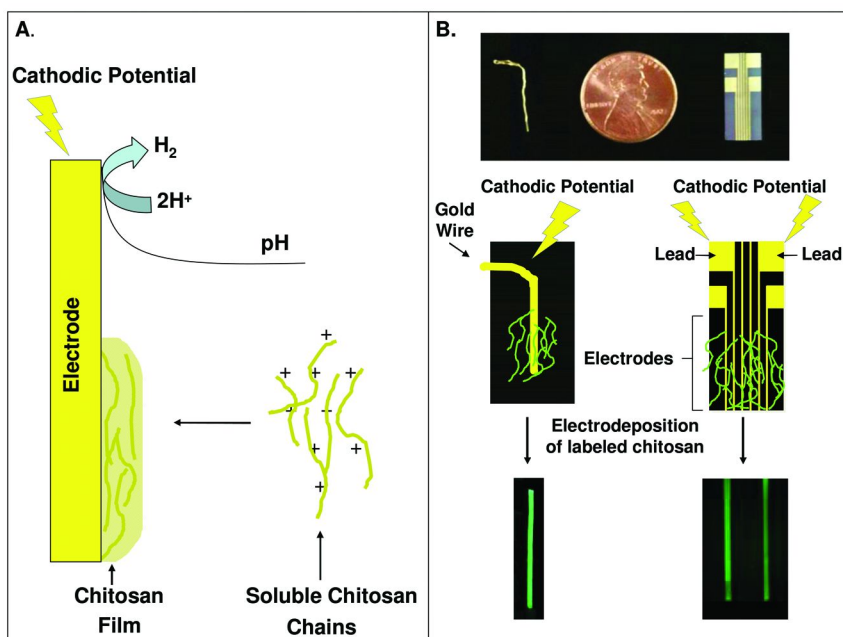 A.
Cathodic Potential
H₂
2H⁺
pH
Electrode
Chitosan
Film
Soluble Chitosan
Chains
B.
Cathodic Potential
Cathodic Potential
Gold
Wire
Lead
Lead
Electrodes
Electrodeposition
of labeled chitosan